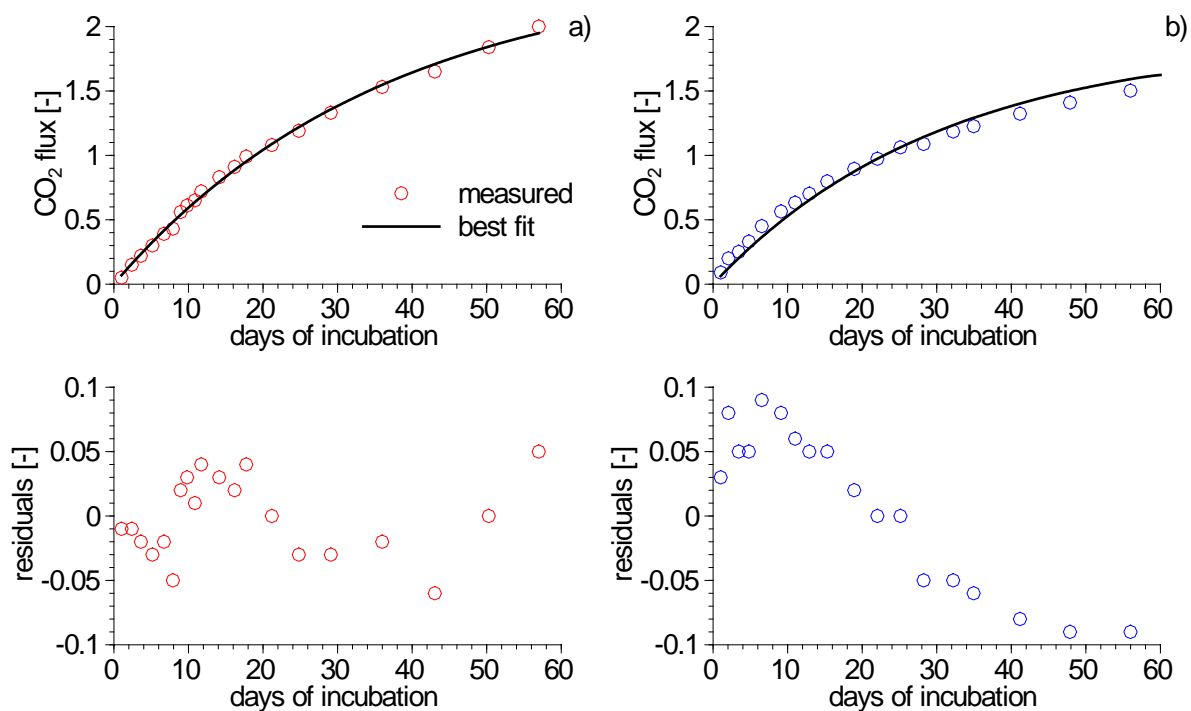 a)
2
1.5
1
0.5
0
CO₂ flux [-]
measured
best fit
0 10 20 30 40 50 60
days of incubation
b)
2
1.5
1
0.5
0
CO₂ flux [-]
0 10 20 30 40 50 60
days of incubation
0.1
0.05
0
-0.05
-0.1
residuals [-]
0 10 20 30 40 50 60
days of incubation
0.1
0.05
0
-0.05
-0.1
residuals [-]
0 10 20 30 40 50 60
days of incubation